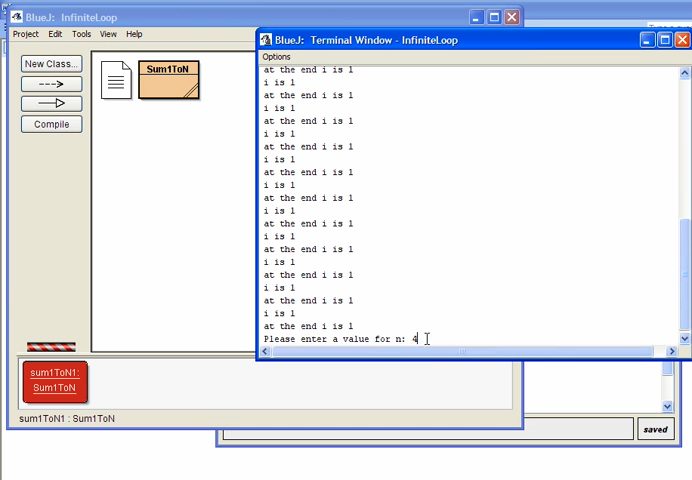 BlueJ: InfiniteLoop
Project Edit Tools View Help
New Class...
Compile
Sum1ToN
sum1ToN1:
Sum1ToN
sum1ToN1 : Sum1ToN
BlueJ: Terminal Window - InfiniteLoop
Options
at the end i is 1
i is 1
at the end i is 1
i is 1
at the end i is 1
i is 1
at the end i is 1
i is 1
at the end i is 1
i is 1
at the end i is 1
i is 1
at the end i is 1
i is 1
at the end i is 1
i is 1
at the end i is 1
i is 1
at the end i is 1
i is 1
at the end i is 1
Please enter a value for n: 4
saved